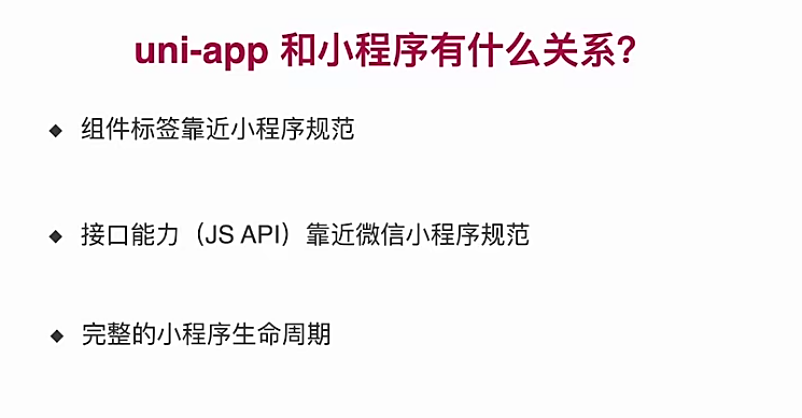 uni-app 和小程序有什么关系?
◆ 组件标签靠近小程序规范
◆ 接口能力（JS API）靠近微信小程序规范
◆ 完整的小程序生命周期